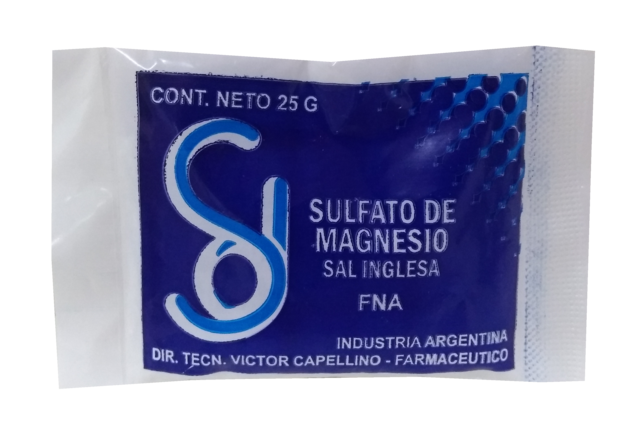 CONT. NETO 25 G
SULFATO DE
MAGNESIO
SAL INGLESA
FNA
INDUSTRIA ARGENTINA
DIR. TECN. VICTOR CAPELLINO - FARMACEUTICO